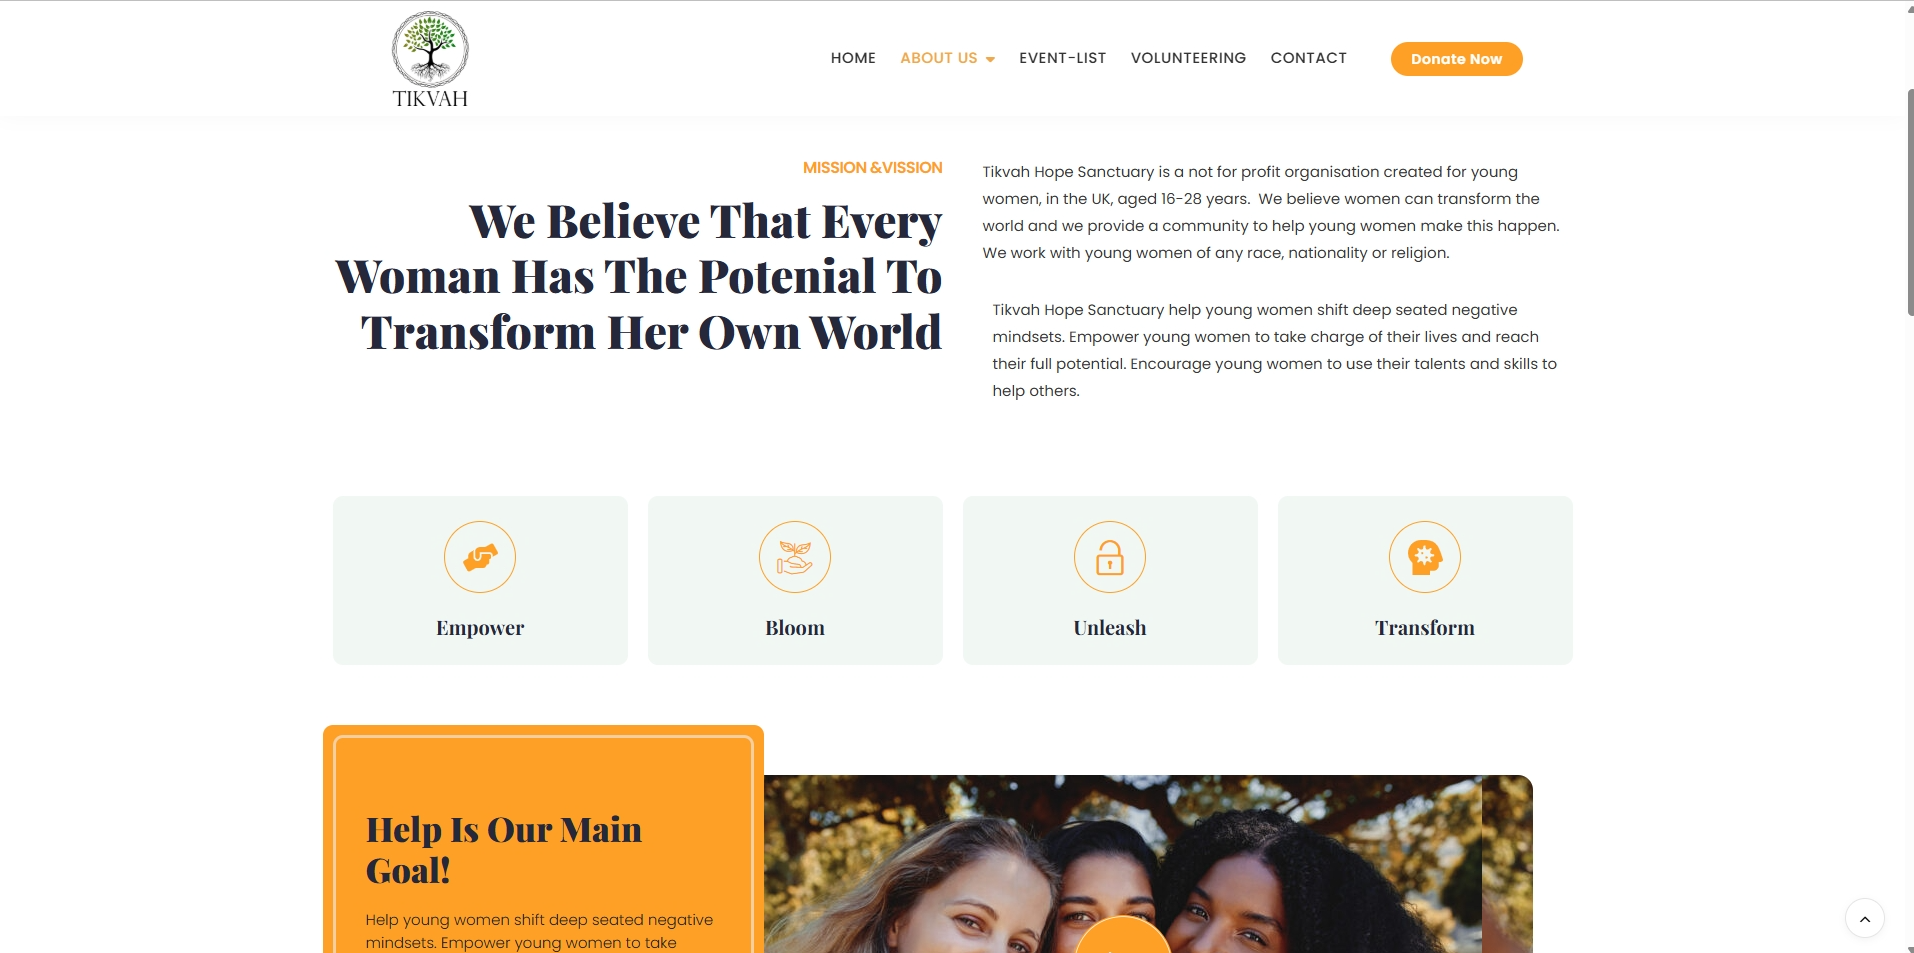 TIKVAH
HOME ABOUT US EVENT-LIST VOLUNTEERING CONTACT Donate Now
MISSION &VISSION
We Believe That Every
Woman Has The Potenial To
Transform Her Own World
Tikvah Hope Sanctuary is a not for profit organisation created for young
women, in the UK, aged 16-28 years.  We believe women can transform the
world and we provide a community to help young women make this happen.
We work with young women of any race, nationality or religion.
Tikvah Hope Sanctuary help young women shift deep seated negative
mindsets. Empower young women to take charge of their lives and reach
their full potential. Encourage young women to use their talents and skills to
help others.
Empower
Bloom
Unleash
Transform
Help Is Our Main
Goal!
Help young women shift deep seated negative
mindsets. Empower young women to take